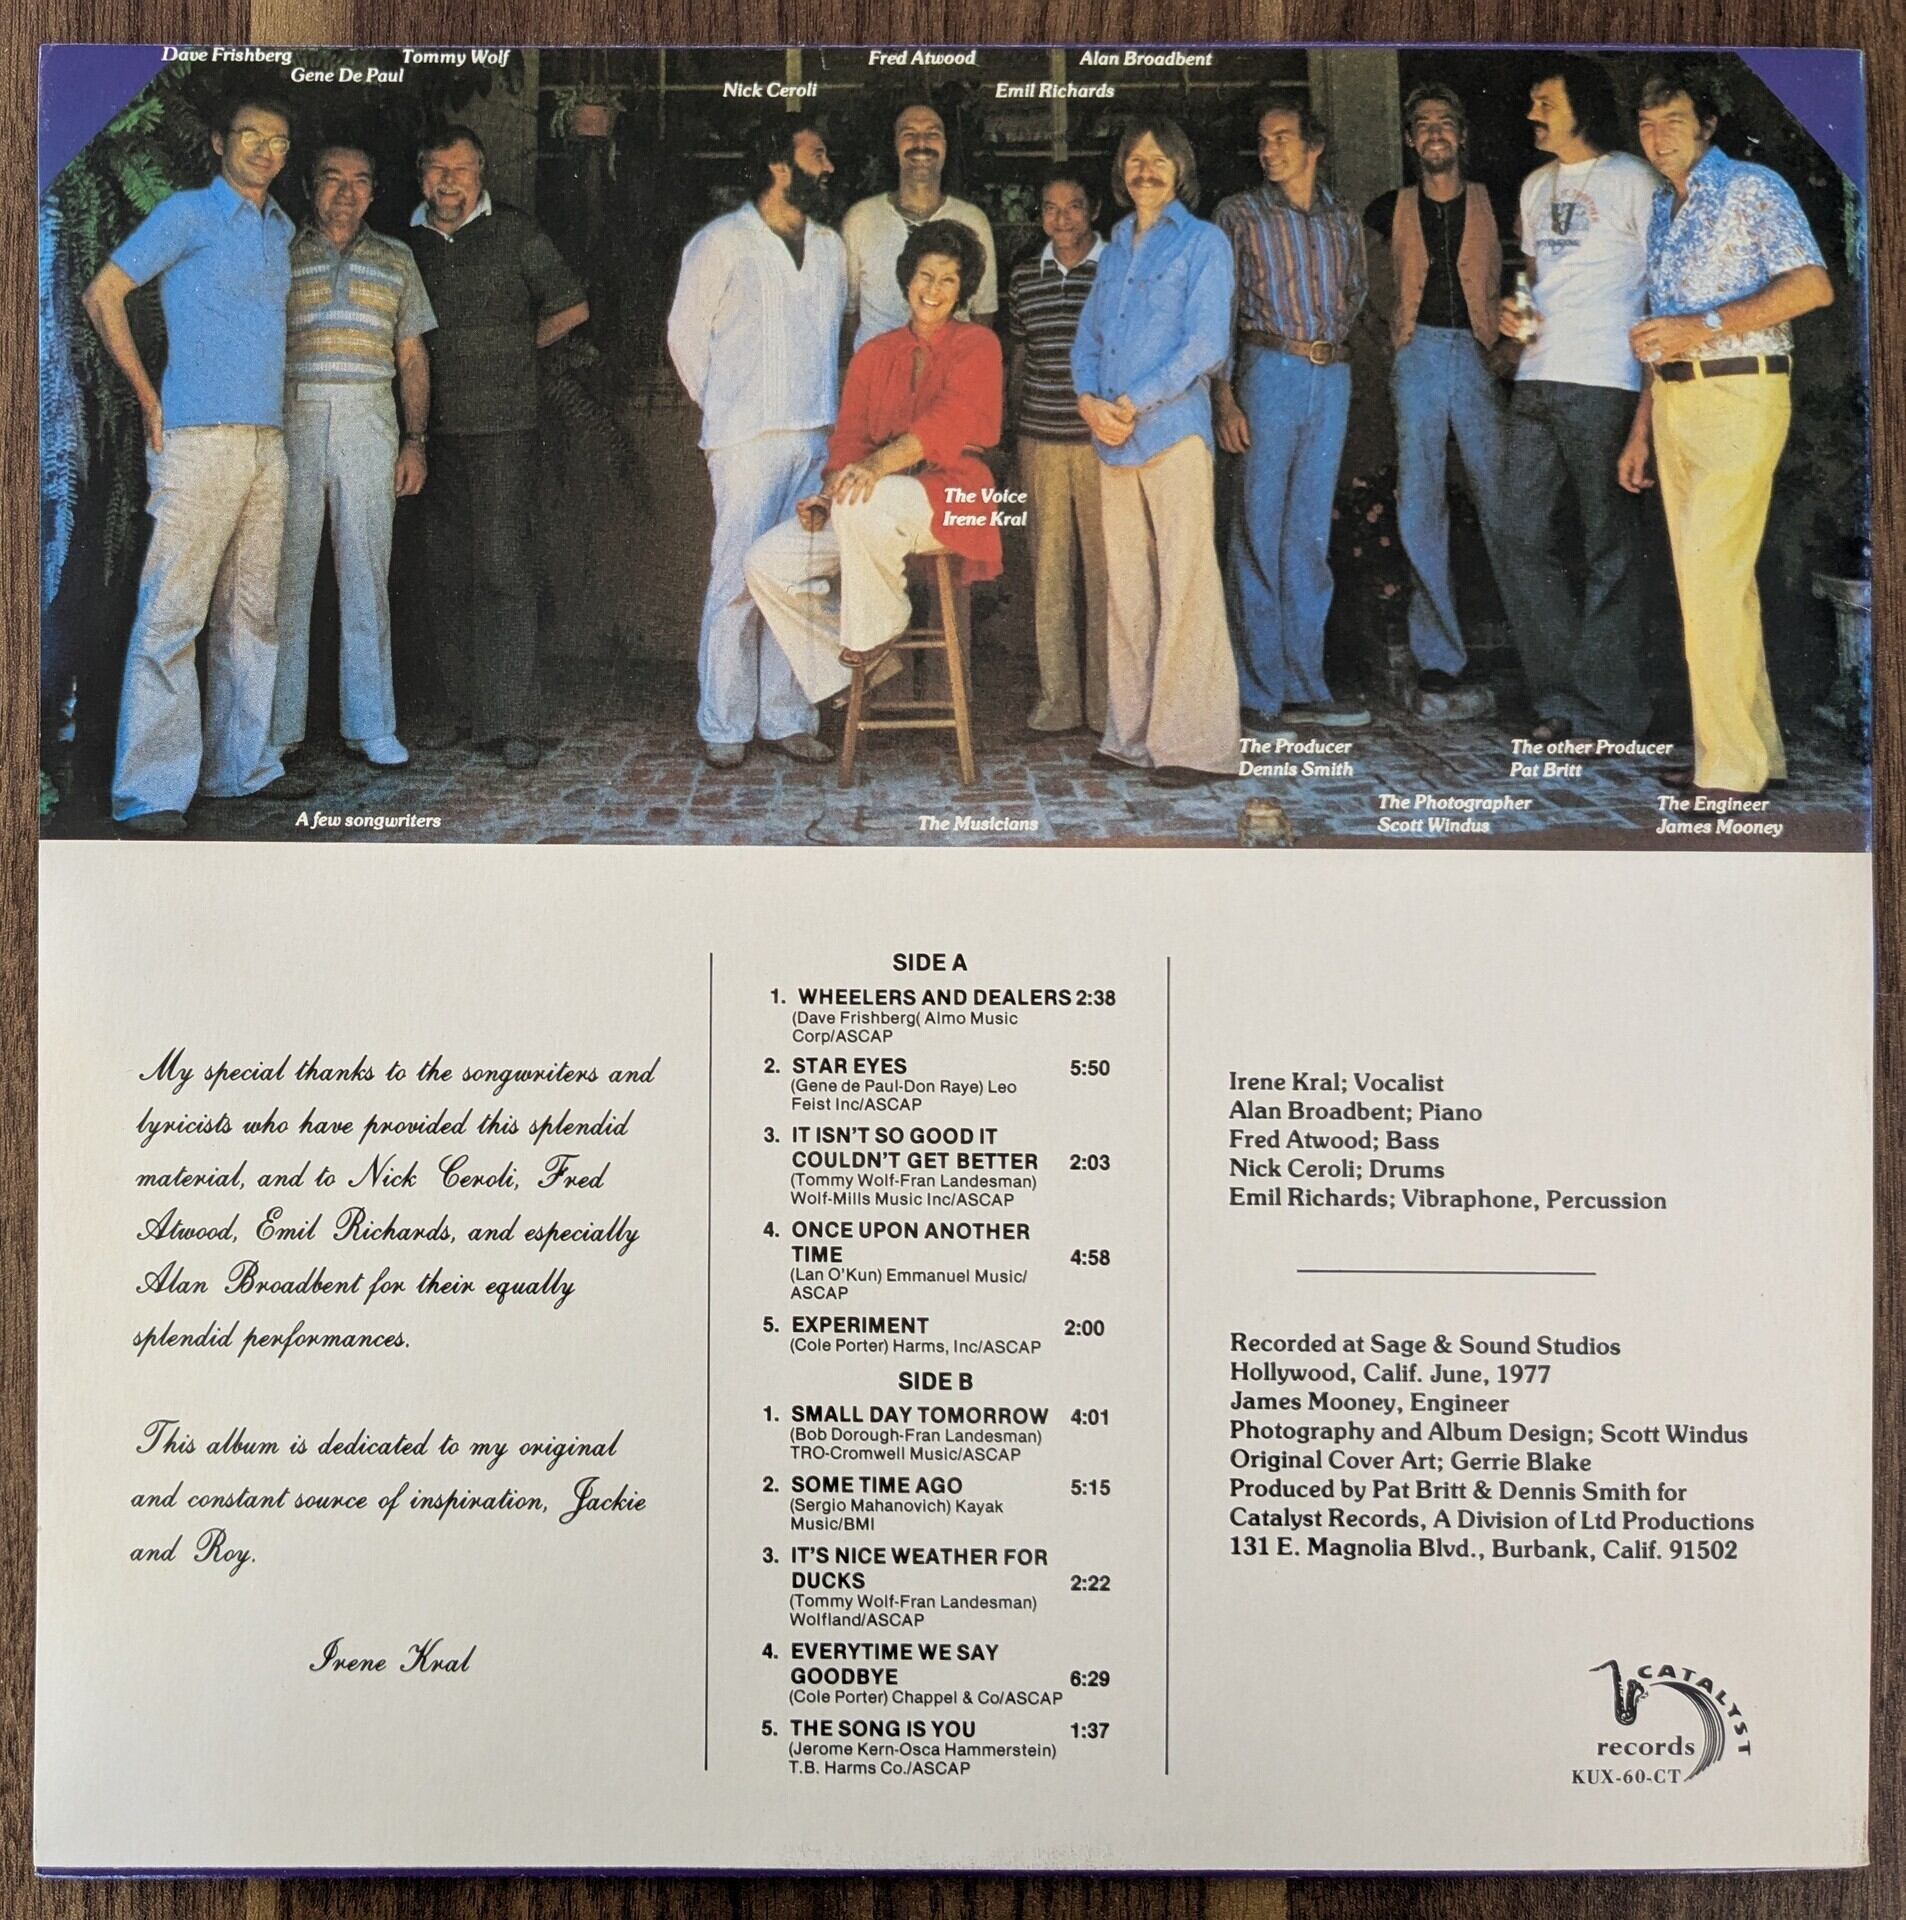 Dave Frishberg
Gene De Paul
Tommy Wolf
Nick Ceroli
Fred Atwood
Emil Richards
Alan Broadbent
The Voice
Irene Kral
A few songwriters
The Musicians
The Producer
Dennis Smith
The Photographer
Scott Windus
The other Producer
Pat Britt
The Engineer
James Mooney
My special thanks to the songwriters and
lyricists who have provided this splendid
material, and to Nick Ceroli, Fred
Atwood, Emil Richards, and especially
Alan Broadbent for their equally
splendid performances.
This album is dedicated to my original
and constant source of inspiration, Jackie
and Roy.
Irene Kral
SIDE A
1. WHEELERS AND DEALERS 2:38
(Dave Frishberg( Almo Music
Corp/ASCAP
2. STAR EYES 5:50
(Gene de Paul-Don Raye) Leo
Feist Inc/ASCAP
3. IT ISN'T SO GOOD IT
COULDN'T GET BETTER 2:03
(Tommy Wolf-Fran Landesman)
Wolf-Mills Music Inc/ASCAP
4. ONCE UPON ANOTHER
TIME 4:58
(Lan O'Kun) Emmanuel Music/
ASCAP
5. EXPERIMENT 2:00
(Cole Porter) Harms, Inc/ASCAP
SIDE B
1. SMALL DAY TOMORROW 4:01
(Bob Dorough-Fran Landesman)
TRO-Cromwell Music/ASCAP
2. SOME TIME AGO 5:15
(Sergio Mahanovich) Kayak
Music/BMI
3. IT'S NICE WEATHER FOR
DUCKS 2:22
(Tommy Wolf-Fran Landesman)
Wolfland/ASCAP
4. EVERYTIME WE SAY
GOODBYE 6:29
(Cole Porter) Chappel & Co/ASCAP
5. THE SONG IS YOU 1:37
(Jerome Kern-Osca Hammerstein)
T.B. Harms Co./ASCAP
Irene Kral; Vocalist
Alan Broadbent; Piano
Fred Atwood; Bass
Nick Ceroli; Drums
Emil Richards; Vibraphone, Percussion
Recorded at Sage & Sound Studios
Hollywood, Calif. June, 1977
James Mooney, Engineer
Photography and Album Design; Scott Windus
Original Cover Art; Gerrie Blake
Produced by Pat Britt & Dennis Smith for
Catalyst Records, A Division of Ltd Productions
131 E. Magnolia Blvd., Burbank, Calif. 91502
CATALYST
records
KUX-60-CT